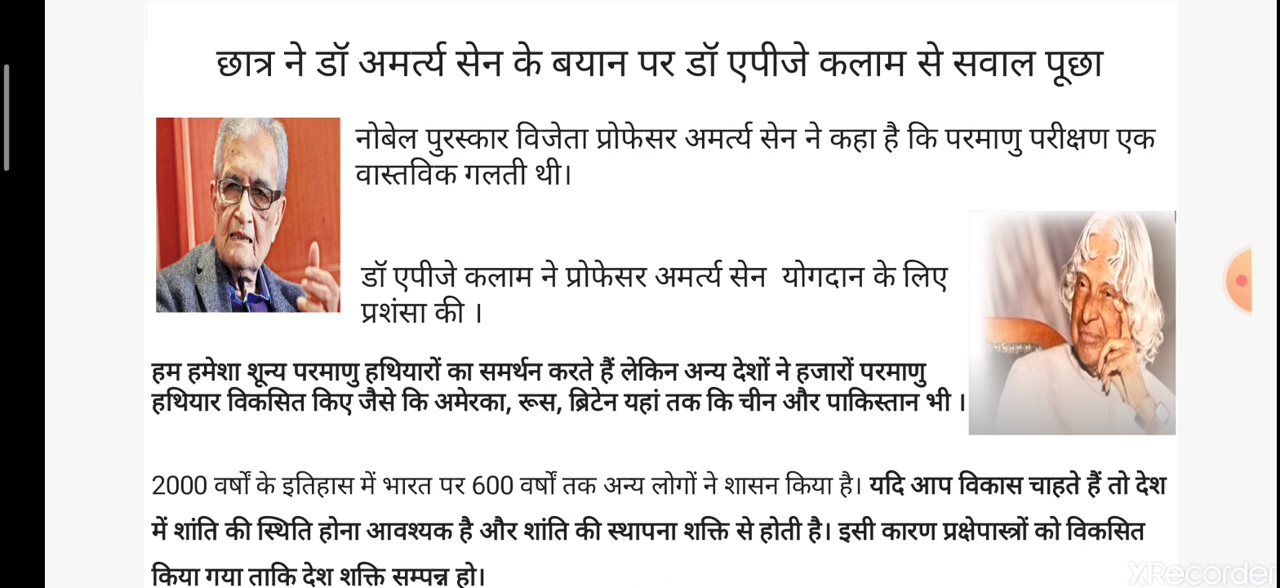 छात्र ने डॉ अमर्त्य सेन के बयान पर डॉ एपीजे कलाम से सवाल पूछा
नोबेल पुरस्कार विजेता प्रोफेसर अमर्त्य सेन ने कहा है कि परमाणु परीक्षण एक
वास्तविक गलती थी।
डॉ एपीजे कलाम ने प्रोफेसर अमर्त्य सेन योगदान के लिए
प्रशंसा की ।
हम हमेशा शून्य परमाणु हथियारों का समर्थन करते हैं लेकिन अन्य देशों ने हजारों परमाणु
हथियार विकसित किए जैसे कि अमेरका, रूस, ब्रिटेन यहां तक कि चीन और पाकिस्तान भी ।
2000 वर्षों के इतिहास में भारत पर 600 वर्षों तक अन्य लोगों ने शासन किया है। यदि आप विकास चाहते हैं तो देश
में शांति की स्थिति होना आवश्यक है और शांति की स्थापना शक्ति से होती है। इसी कारण प्रक्षेपास्त्रों को विकसित
किया गया ताकि देश शक्ति सम्पन्न हो।
XRecorder